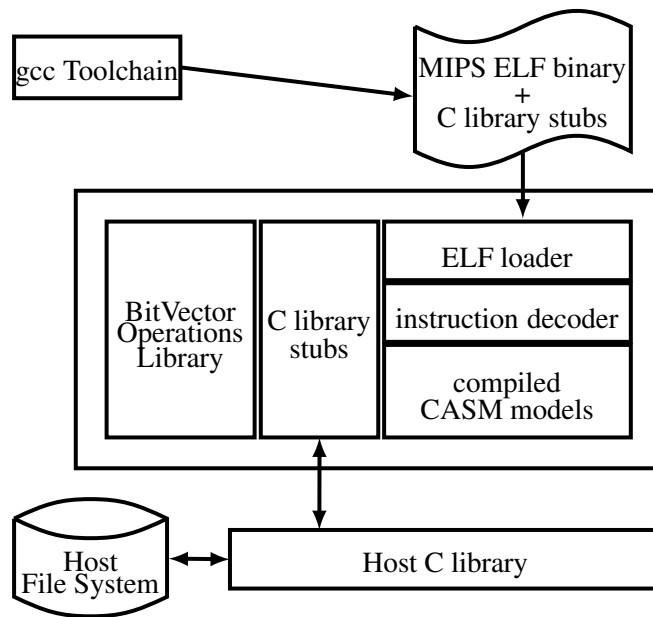 gcc Toolchain
MIPS ELF binary
+
C library stubs
BitVector
Operations
Library
C library
stubs
ELF loader
instruction decoder
compiled
CASM models
Host
File System
Host C library